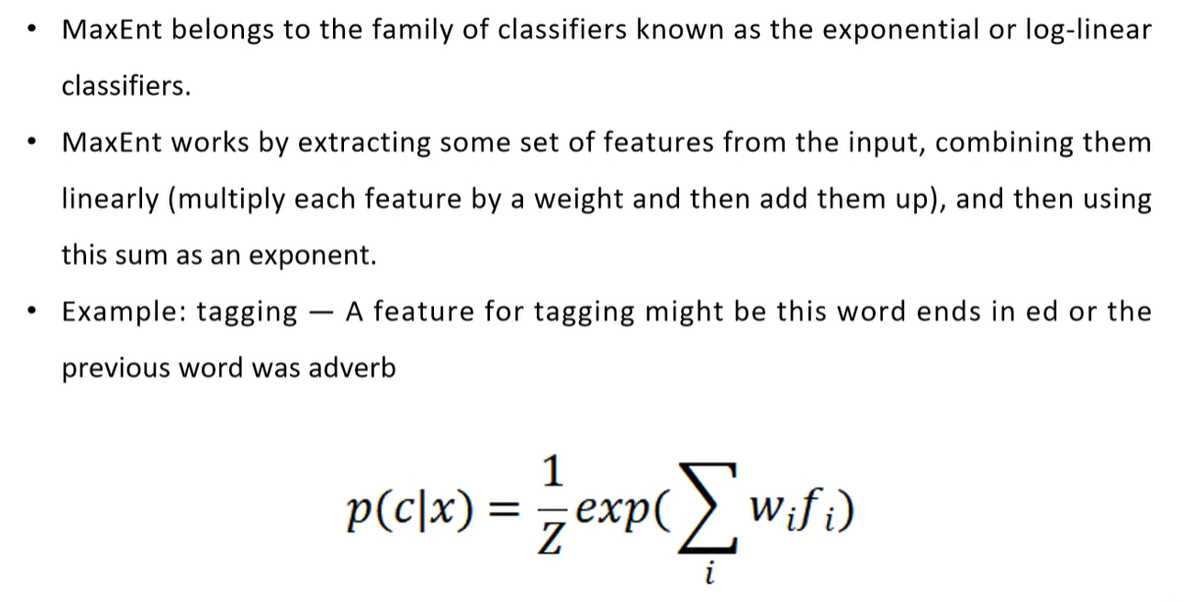 • MaxEnt belongs to the family of classifiers known as the exponential or log-linear
classifiers.
• MaxEnt works by extracting some set of features from the input, combining them
linearly (multiply each feature by a weight and then add them up), and then using
this sum as an exponent.
• Example: tagging — A feature for tagging might be this word ends in ed or the
previous word was adverb
p(c|x) = 1/Z exp(∑_i w_i f_i)